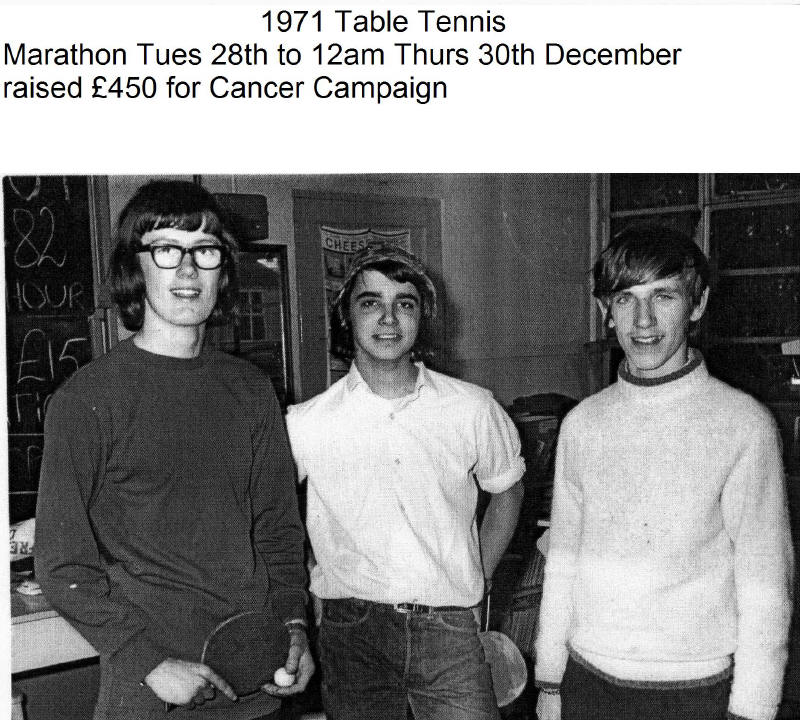 1971 Table Tennis
Marathon Tues 28th to 12am Thurs 30th December
raised £450 for Cancer Campaign
82
HOUR
£15
CHEESE